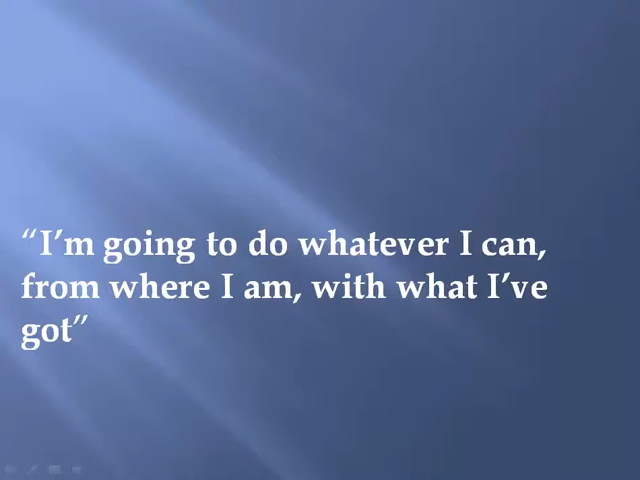 “I’m going to do whatever I can,
from where I am, with what I’ve
got”